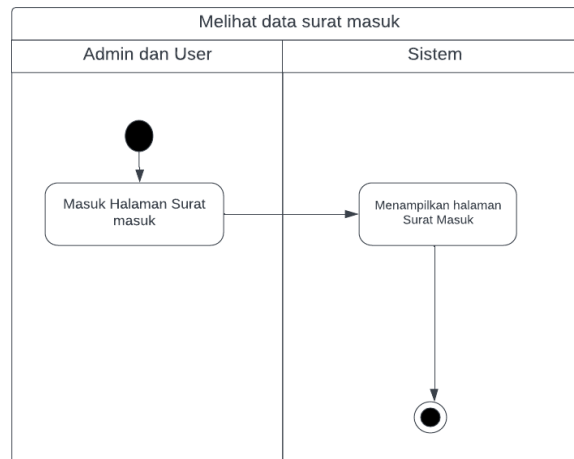 Melihat data surat masuk
Admin dan User
Sistem
Masuk Halaman Surat
masuk
Menampilkan halaman
Surat Masuk